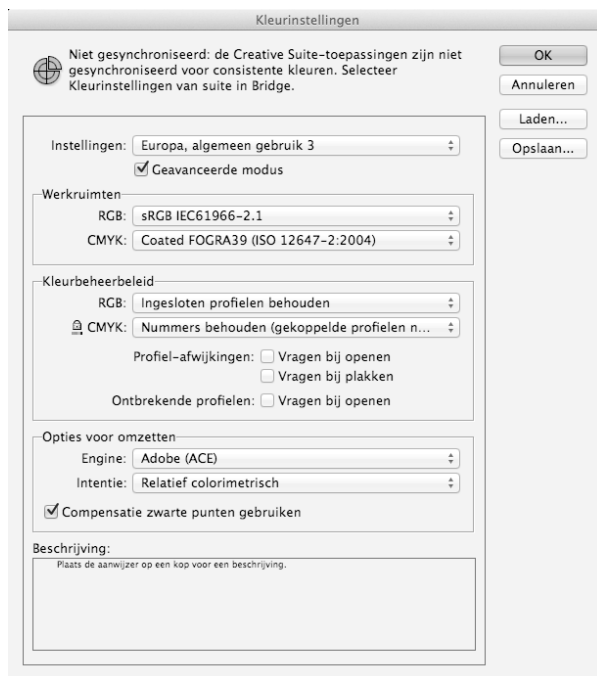 Kleurinstellingen
Niet gesynchroniseerd: de Creative Suite-toepassingen zijn niet
gesynchroniseerd voor consistente kleuren. Selecteer
Kleurinstellingen van suite in Bridge.
OK
Annuleren
Laden...
Opslaan...
Instellingen: Europa, algemeen gebruik 3
Geavanceerde modus
Werkruimten
RGB: sRGB IEC61966-2.1
CMYK: Coated FOGRA39 (ISO 12647-2:2004)
Kleurbeheerbeleid
RGB: Ingesloten profielen behouden
CMYK: Nummers behouden (gekoppelde profielen n...
Profiel-afwijkingen: Vragen bij openen
Vragen bij plakken
Ontbrekende profielen: Vragen bij openen
Opties voor omzetten
Engine: Adobe (ACE)
Intentie: Relatief colorimetrisch
Compensatie zwarte punten gebruiken
Beschrijving:
Plaats de aanwijzer op een kop voor een beschrijving.